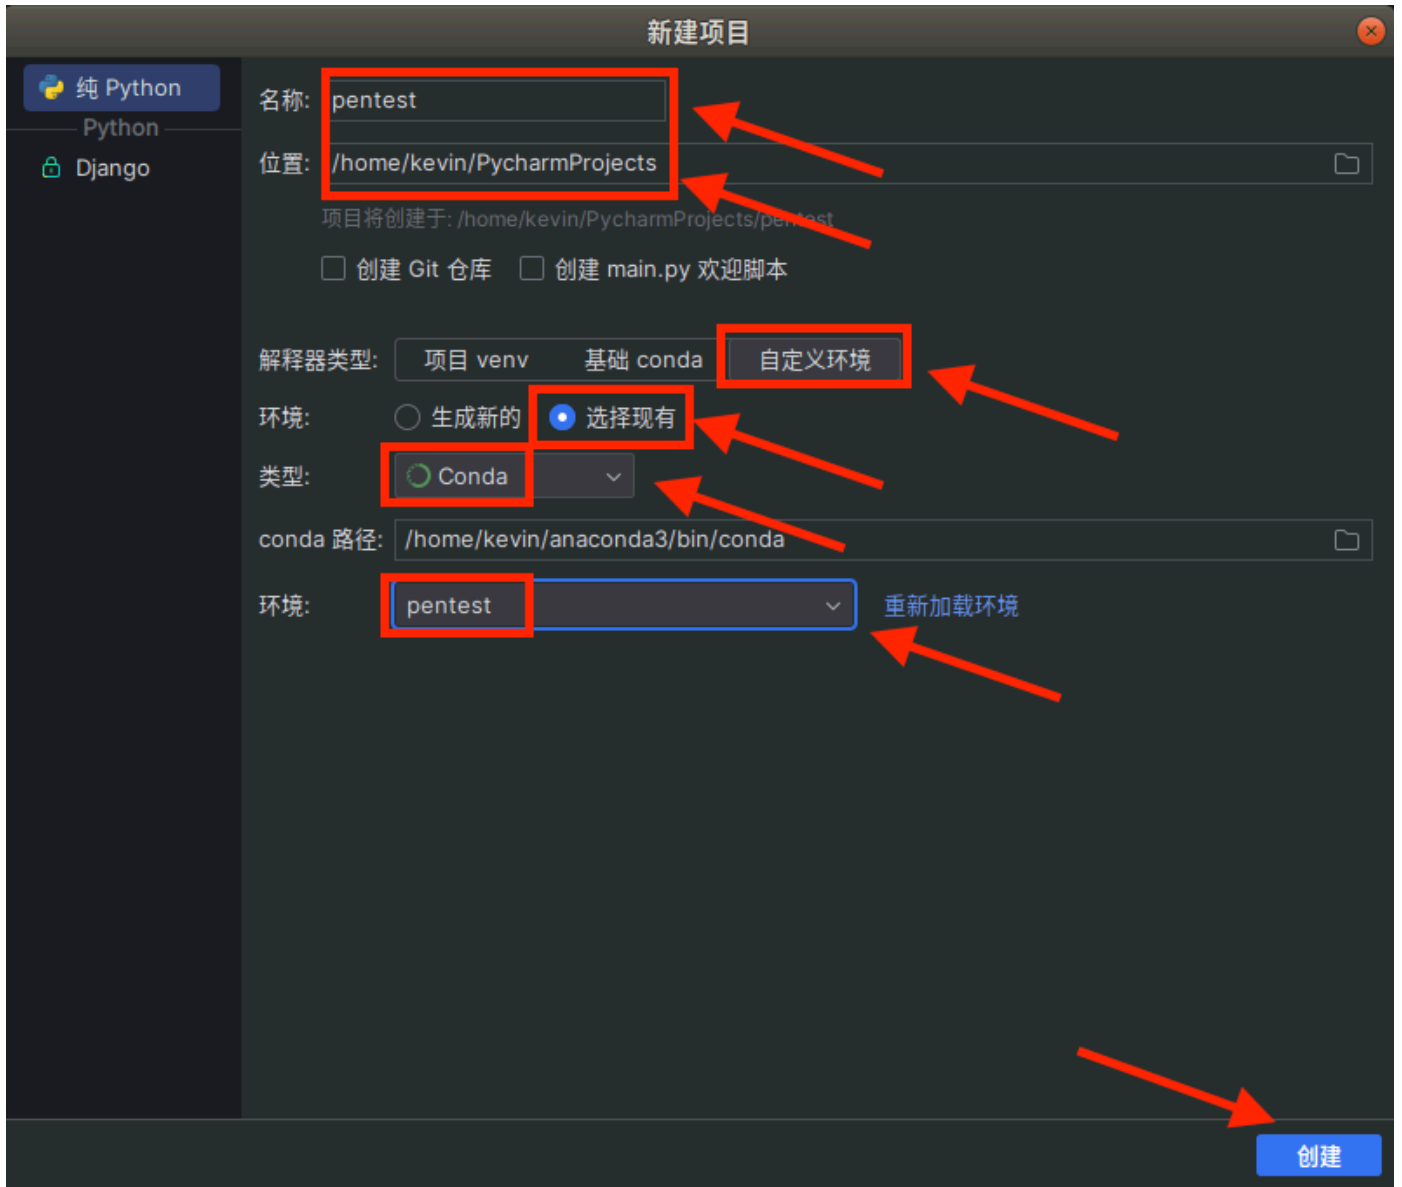 新建项目
纯 Python
Python
Django
名称: pentest
位置: /home/kevin/PycharmProjects
项目将创建于: /home/kevin/PycharmProjects/pentest
创建 Git 仓库 创建 main.py 欢迎脚本
解释器类型: 项目 venv 基础 conda 自定义环境
环境: 生成新的 选择现有
类型: Conda
conda 路径: /home/kevin/anaconda3/bin/conda
环境: pentest 重新加载环境
创建